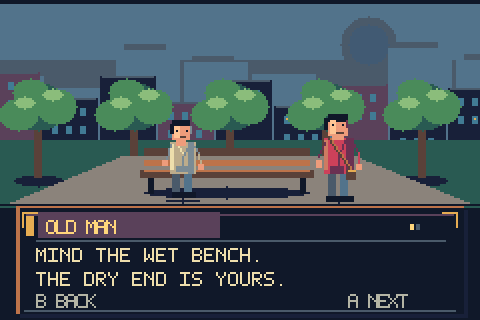 OLD MAN
MIND THE WET BENCH.
THE DRY END IS YOURS.
B BACK
A NEXT